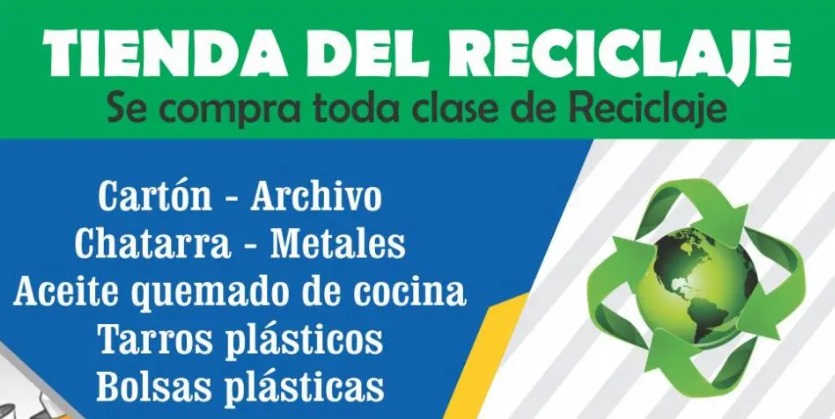 TIENDA DEL RECICLAJE
Se compra toda clase de Reciclaje
Cartón - Archivo
Chatarra - Metales
Aceite quemado de cocina
Tarros plásticos
Bolsas plásticas